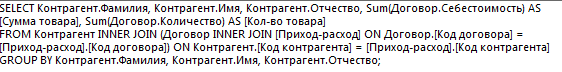 SELECT Контрагент.Фамилия, Контрагент.Имя, Контрагент.Отчество, Sum(Договор.Себестоимость) AS
[Сумма товара], Sum(Договор.Количество) AS [Кол-во товара]
FROM Контрагент INNER JOIN (Договор INNER JOIN [Приход-расход] ON Договор.[Код договора] =
[Приход-расход].[Код договора]) ON Контрагент.[Код контрагента] = [Приход-расход].[Код контрагента]
GROUP BY Контрагент.Фамилия, Контрагент.Имя, Контрагент.Отчество;